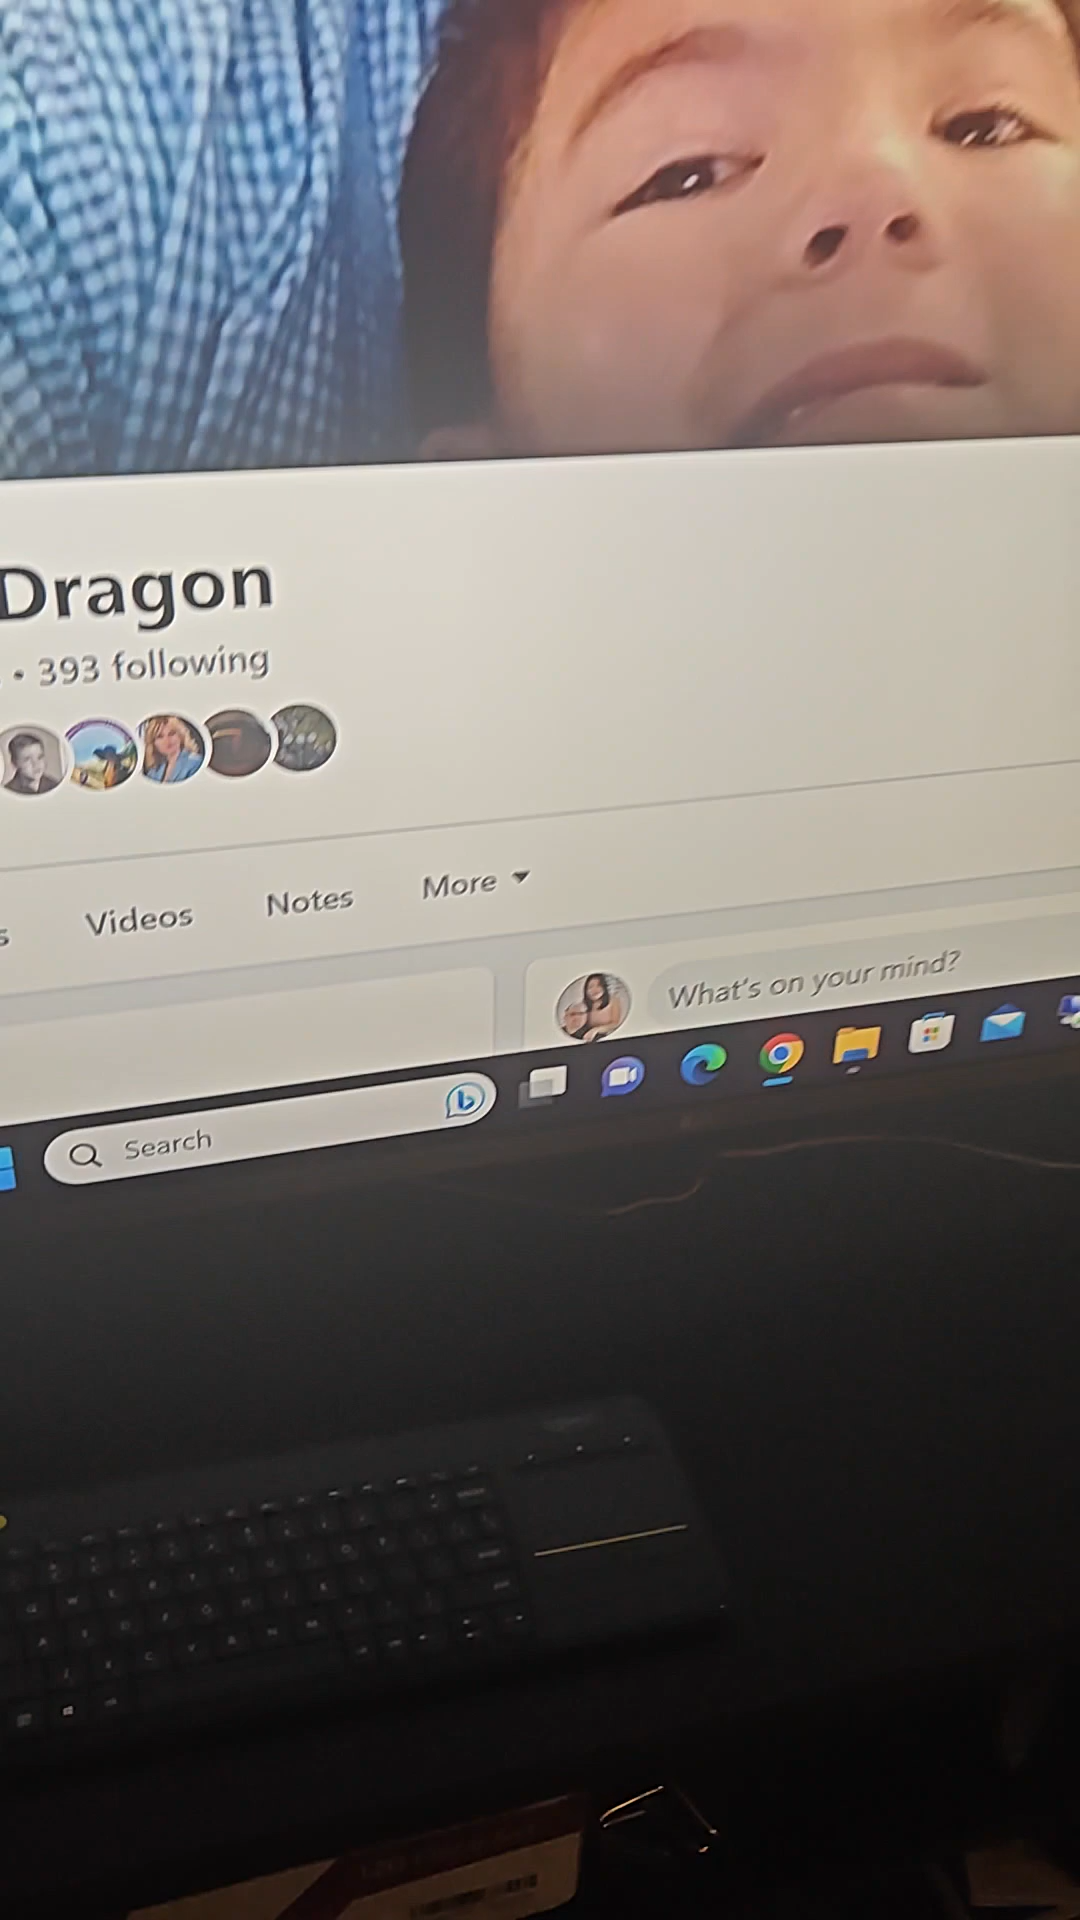 Dragon
• 393 following
Videos
Notes
More
What's on your mind?
Search